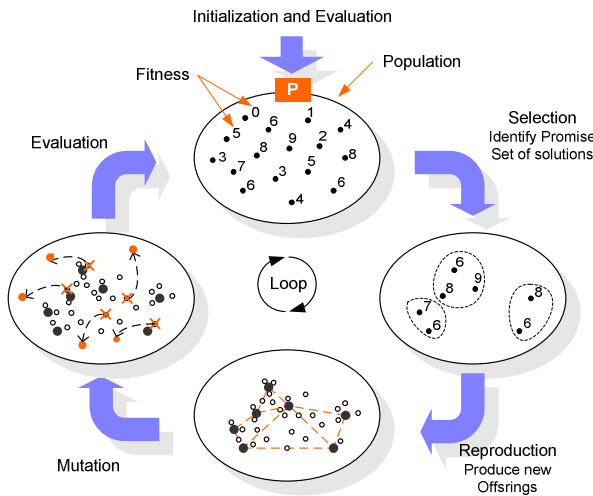 Initialization and Evaluation
Fitness
Population
P
0
1
6
4
5
9
2
8
3
8
7
3
5
6
6
4
Evaluation
Selection
Identify Promise
Set of solutions
Loop
6
9
8
8
7
6
6
Mutation
Reproduction
Produce new
Offsrings